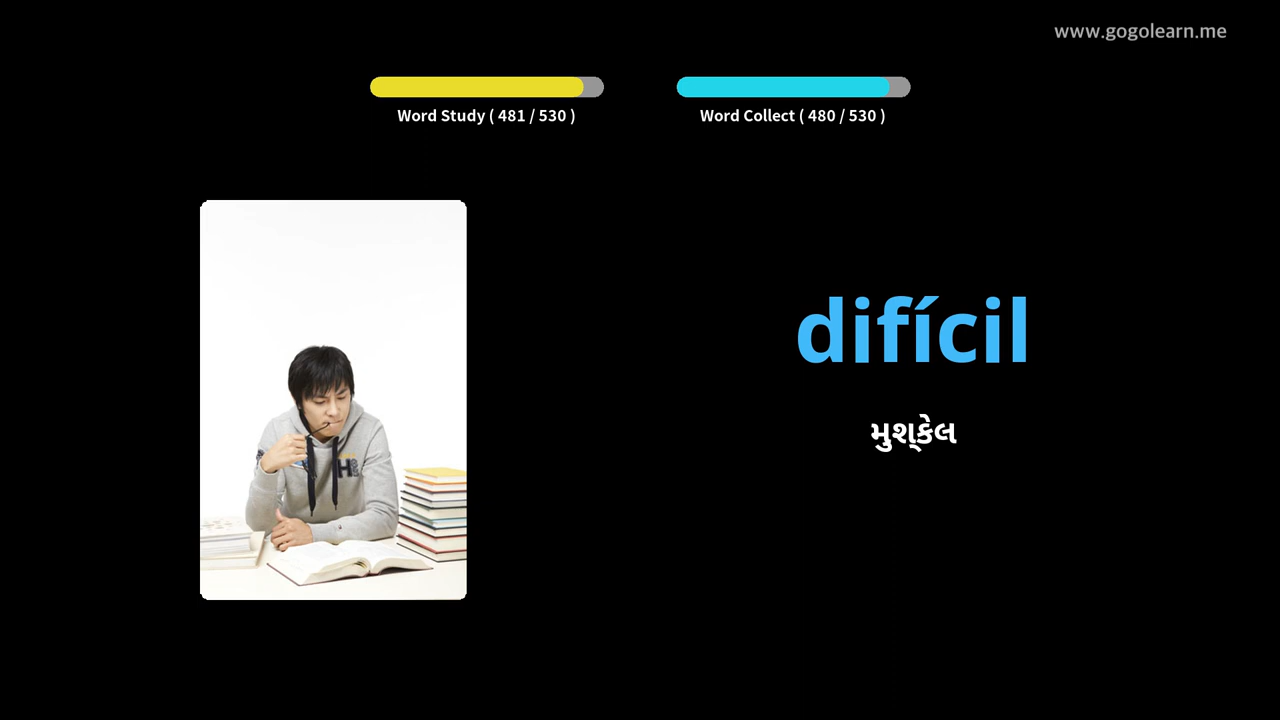 www.gogolearn.me
Word Study ( 481 / 530 )
Word Collect ( 480 / 530 )
difícil
મુશ્કેલ